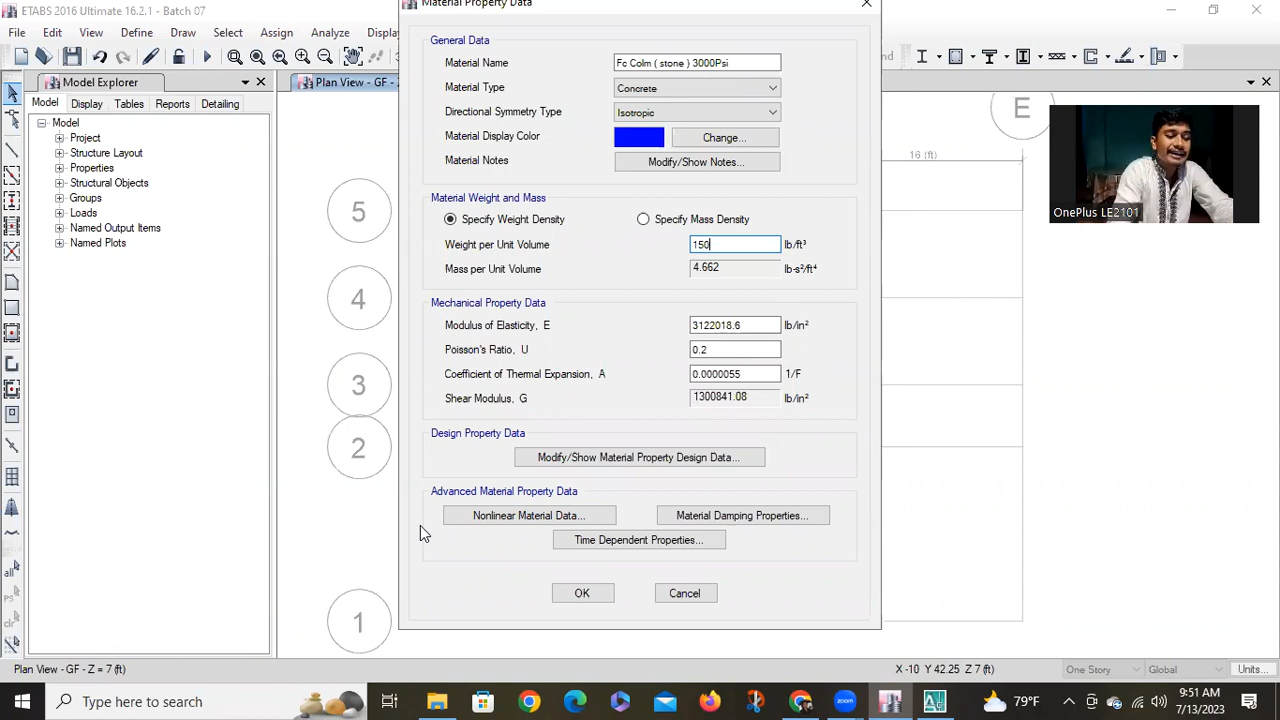 ETABS 2016 Ultimate 16.2.1 - Batch 07
Material Property Data
File Edit View Define Draw Select Assign Analyze Display
Model Explorer
Plan View - GF - Z
Model Display Tables Reports Detailing
Model
Project
Structure Layout
Properties
Structural Objects
Groups
Loads
Named Output Items
Named Plots
General Data
Material Name Fc Colm ( stone ) 3000Psi
Material Type Concrete
Directional Symmetry Type Isotropic
Material Display Color Change...
Material Notes Modify/Show Notes...
Material Weight and Mass
Specify Weight Density Specify Mass Density
Weight per Unit Volume 150 lb/ft³
Mass per Unit Volume 4.662 lb-s²/ft⁴
Mechanical Property Data
Modulus of Elasticity, E 3122018.6 lb/in²
Poisson's Ratio, U 0.2
Coefficient of Thermal Expansion, A 0.0000055 1/F
Shear Modulus, G 1300841.08 lb/in²
Design Property Data
Modify/Show Material Property Design Data...
Advanced Material Property Data
Nonlinear Material Data... Material Damping Properties...
Time Dependent Properties...
OK Cancel
5
4
3
2
1
E
16 (ft)
OnePlus LE2101
Plan View - GF - Z = 7 (ft) X -10 Y 42.25 Z 7 (ft) One Story Global Units...
Type here to search
zoom
79°F
9:51 AM
7/13/2023